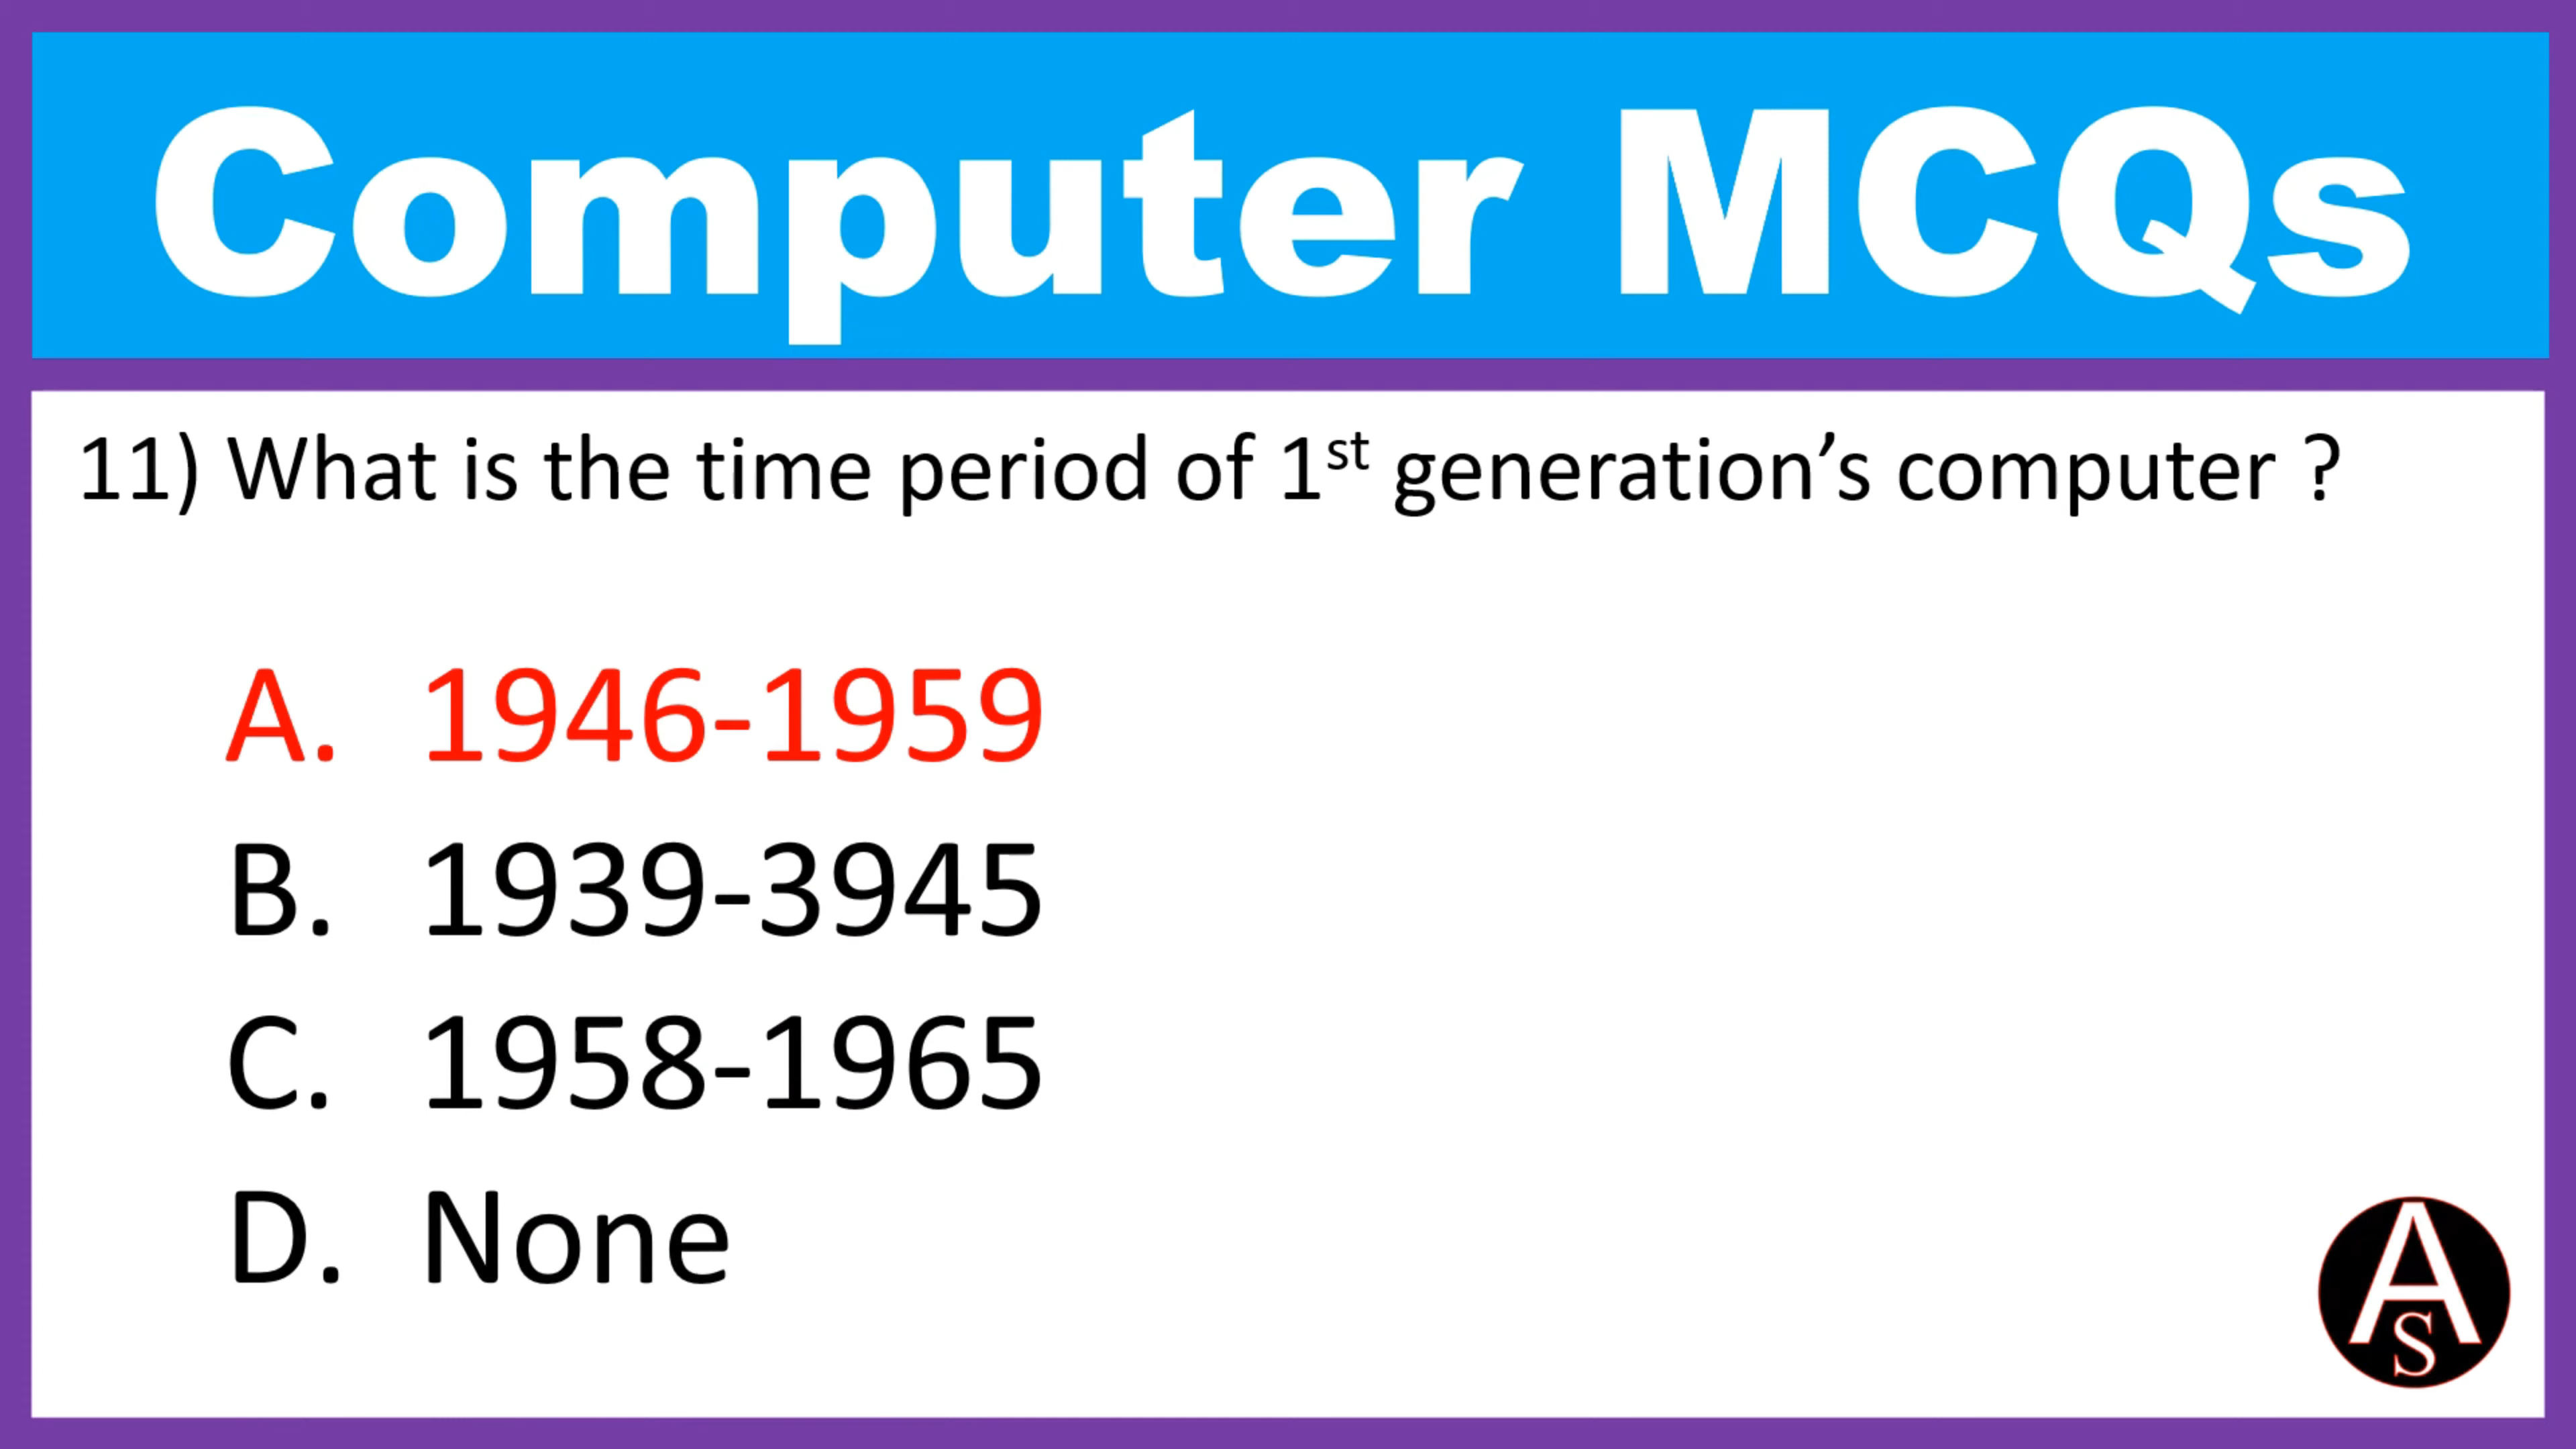 Computer MCQs
11) What is the time period of 1st generation’s computer ?
A. 1946-1959
B. 1939-3945
C. 1958-1965
D. None
A
S